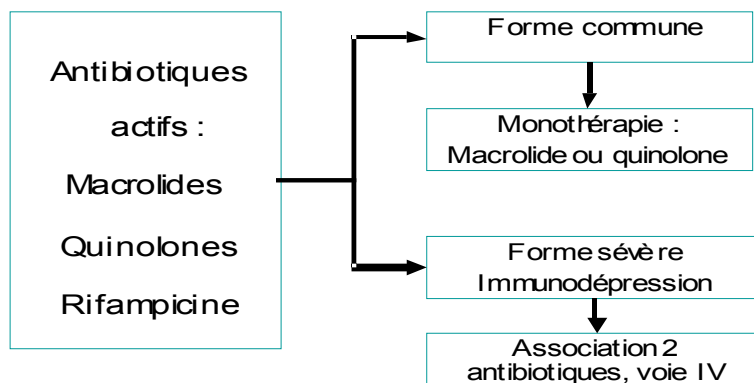 Antibiotiques
actifs :
Macrolides
Quinolones
Rifampicine
Forme commune
Monothérapie :
Macrolide ou quinolone
Forme sévère
Immunodépression
Association 2
antibiotiques, voie IV